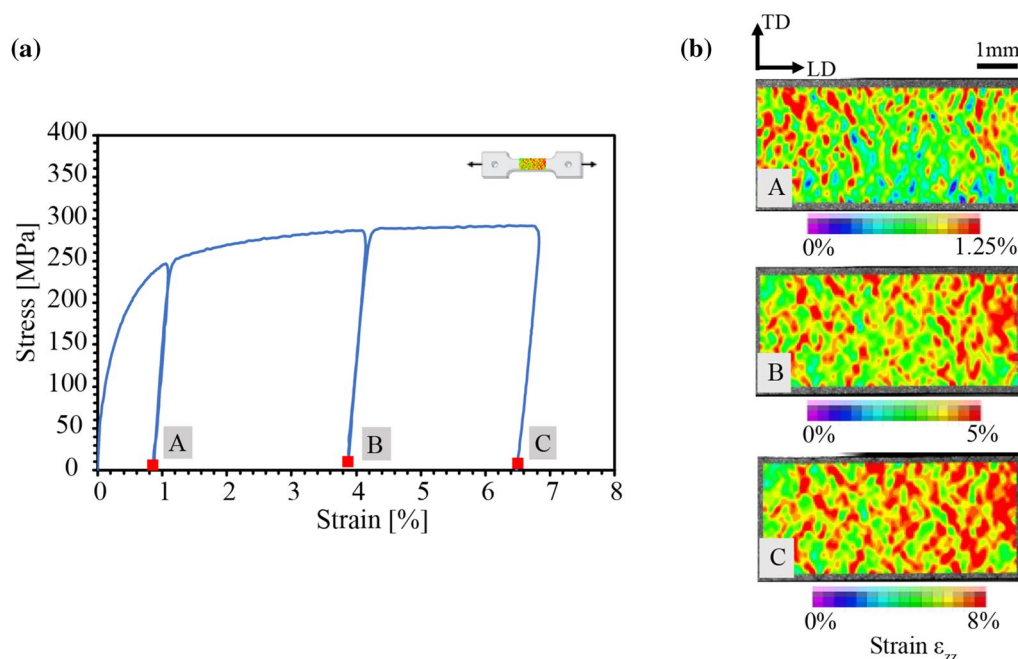 (a)
(b)
TD
LD
1mm
400
350
300
250
200
150
100
50
0
Stress [MPa]
A
B
C
0 1 2 3 4 5 6 7 8
Strain [%]
A
0% 1.25%
B
0% 5%
C
0% 8%
Strain ε_zz